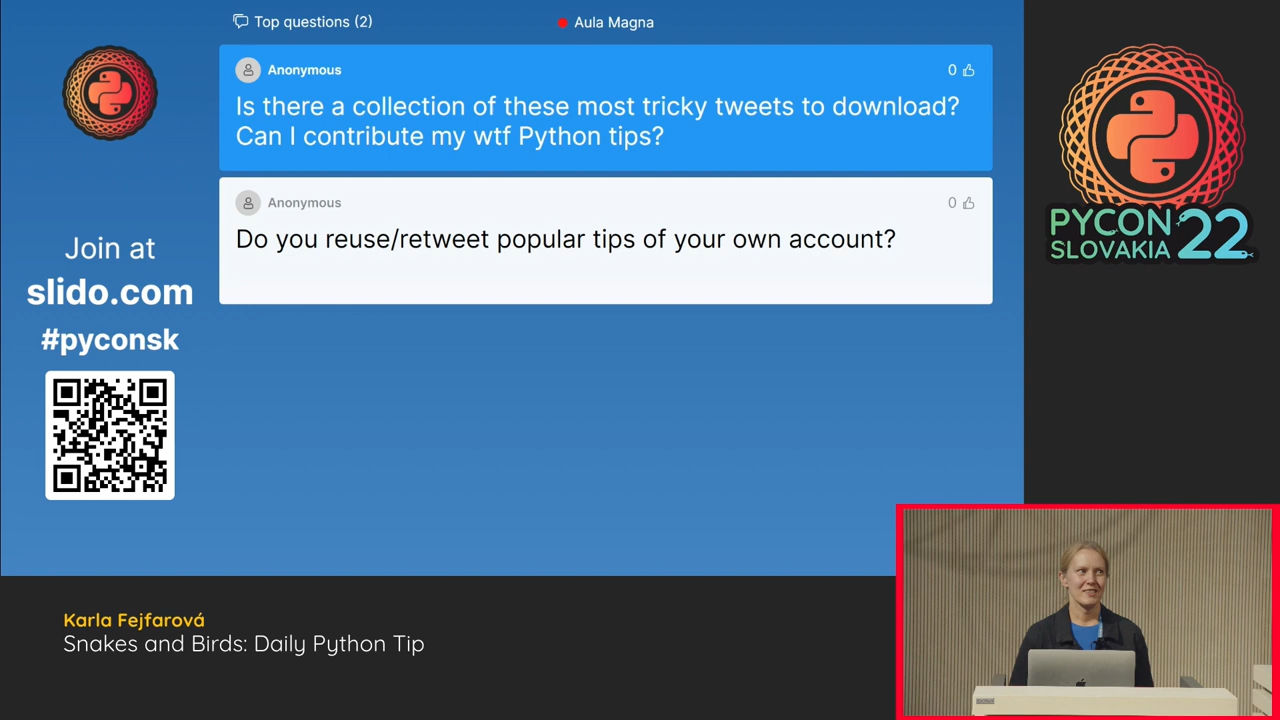 Top questions (2)
Aula Magna
Anonymous
0
Is there a collection of these most tricky tweets to download?
Can I contribute my wtf Python tips?
Anonymous
0
Do you reuse/retweet popular tips of your own account?
Join at
slido.com
#pyconsk
PYCON
SLOVAKIA
22
Karla Fejfarová
Snakes and Birds: Daily Python Tip